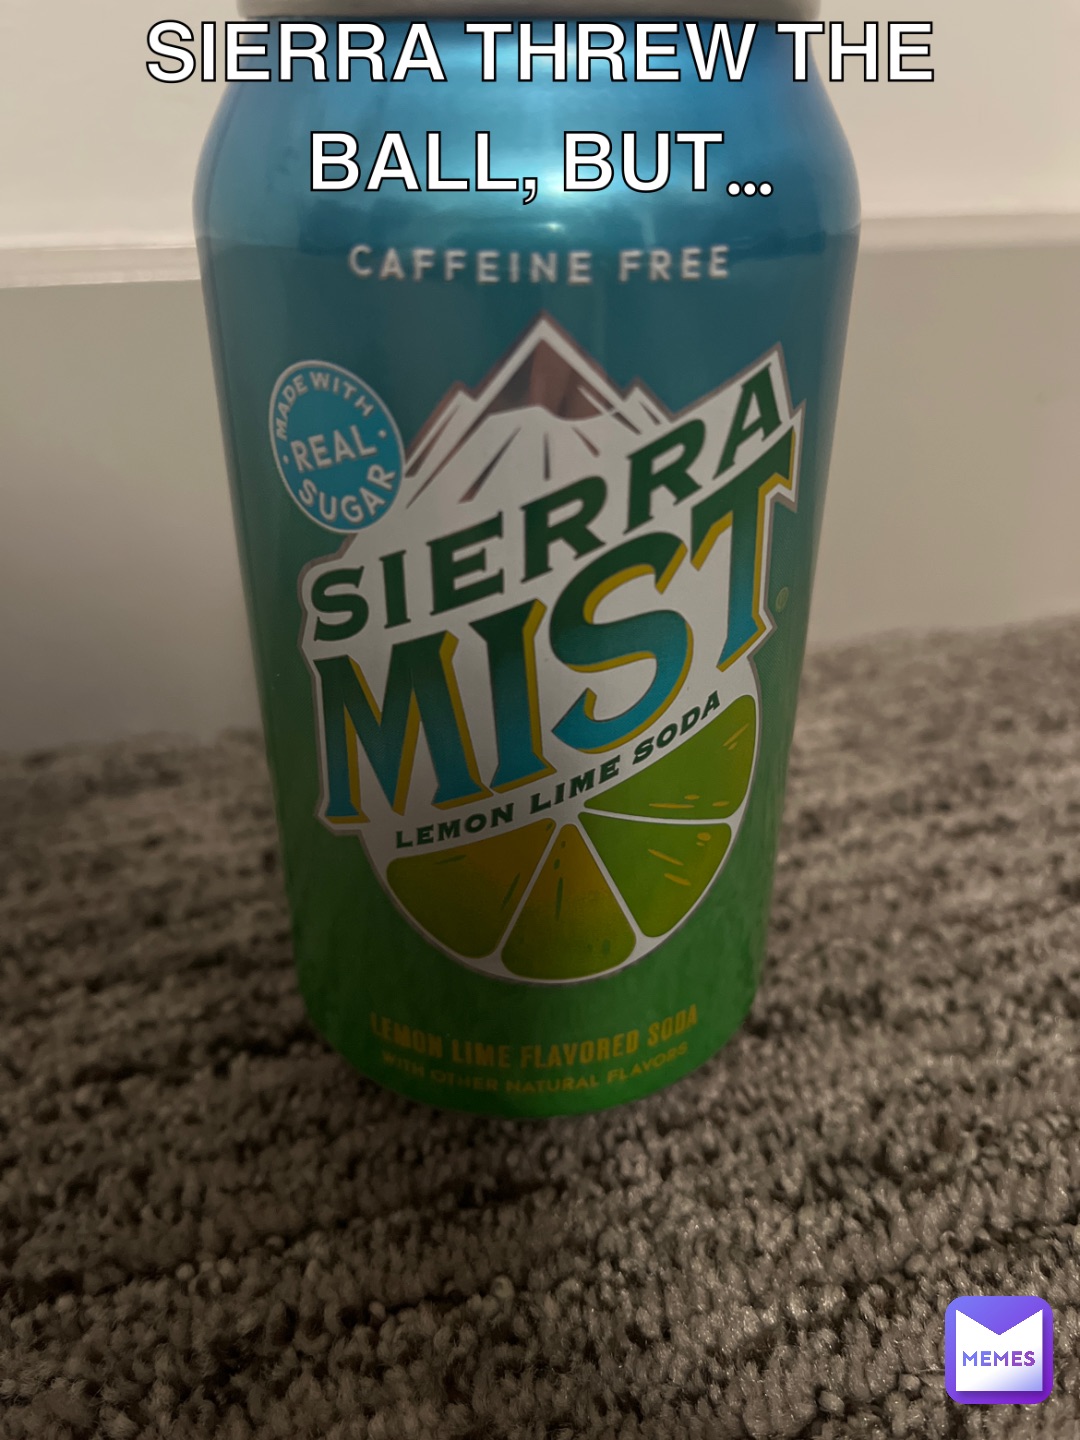 SIERRA THREW THE
BALL, BUT...
CAFFEINE FREE
MADE WITH
REAL
SUGAR
SIERRA
MIST
LEMON LIME SODA
LEMON LIME FLAVORED SODA
WITH OTHER NATURAL FLAVORS
MEMES